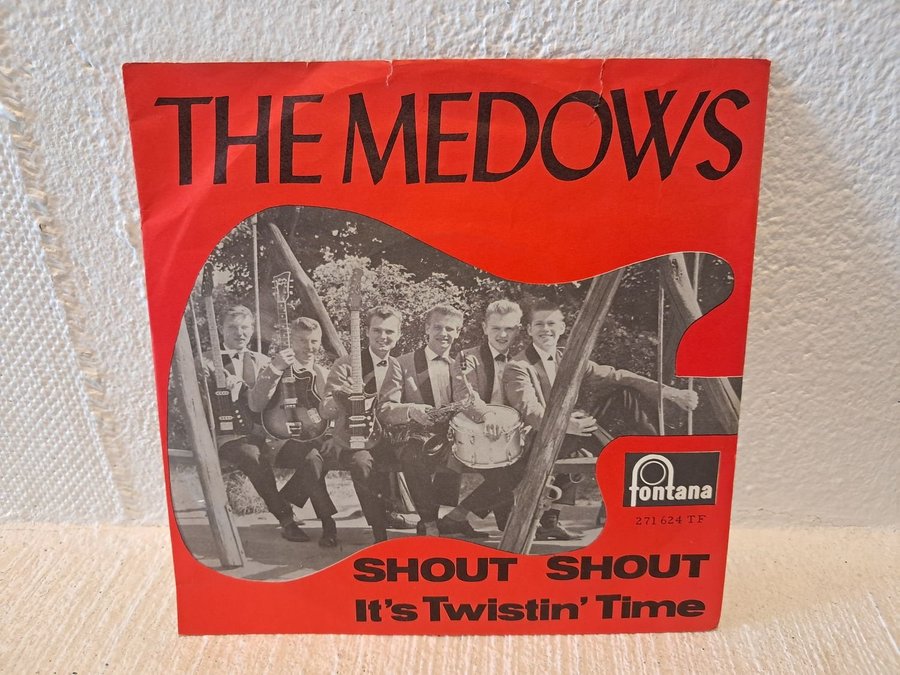 THE MEDOWS
fontana
271 624 TF
SHOUT SHOUT
It's Twistin' Time